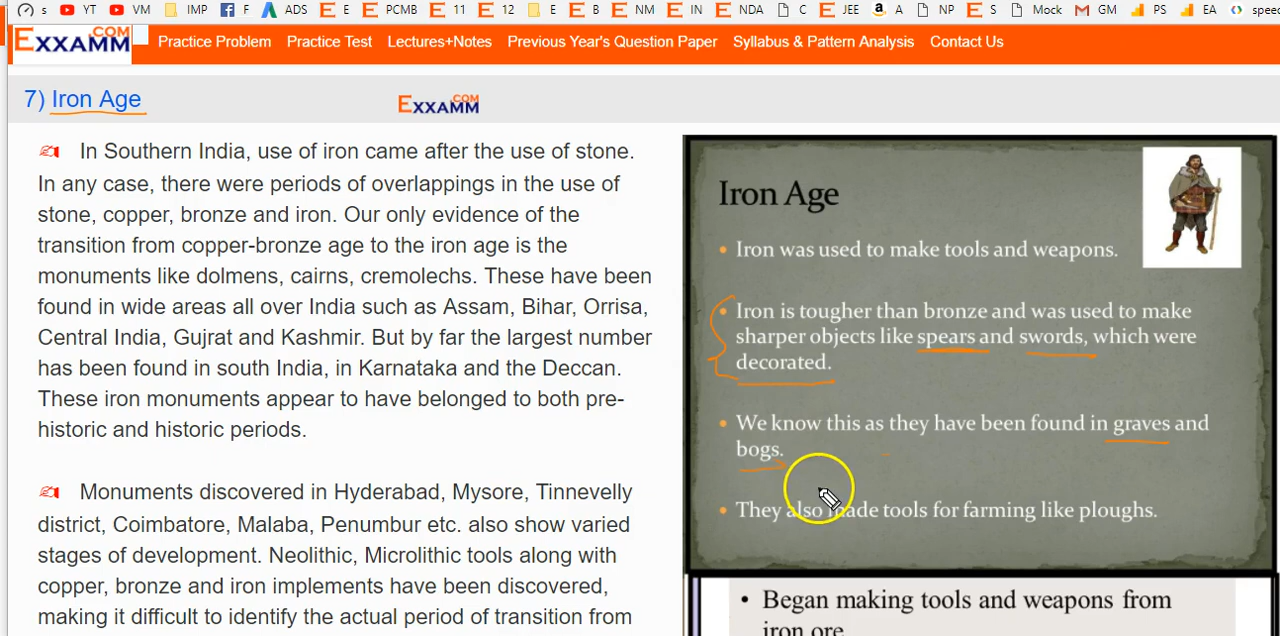 s YT VM IMP F ADS E PCMB 11 12 E B NM IN NDA C JEE A NP S Mock GM PS EA speed
EXXAMM.COM
Practice Problem Practice Test Lectures+Notes Previous Year's Question Paper Syllabus & Pattern Analysis Contact Us
7) Iron Age
EXXAMM.COM
In Southern India, use of iron came after the use of stone.
In any case, there were periods of overlappings in the use of
stone, copper, bronze and iron. Our only evidence of the
transition from copper-bronze age to the iron age is the
monuments like dolmens, cairns, cremolechs. These have been
found in wide areas all over India such as Assam, Bihar, Orrisa,
Central India, Gujrat and Kashmir. But by far the largest number
has been found in south India, in Karnataka and the Deccan.
These iron monuments appear to have belonged to both pre-
historic and historic periods.
Monuments discovered in Hyderabad, Mysore, Tinnevelly
district, Coimbatore, Malaba, Penumbur etc. also show varied
stages of development. Neolithic, Microlithic tools along with
copper, bronze and iron implements have been discovered,
making it difficult to identify the actual period of transition from
Iron Age
• Iron was used to make tools and weapons.
• Iron is tougher than bronze and was used to make
sharper objects like spears and swords, which were
decorated.
• We know this as they have been found in graves and
bogs.
• They also made tools for farming like ploughs.
• Began making tools and weapons from
iron ore